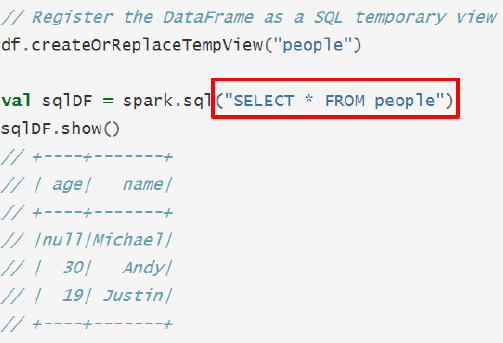 // Register the DataFrame as a SQL temporary view
df.createOrReplaceTempView("people")
val sqlDF = spark.sql("SELECT * FROM people")
sqlDF.show()
// +----+-------+
// | age|   name|
// +----+-------+
// |null|Michael|
// |  30|   Andy|
// |  19| Justin|
// +----+-------+